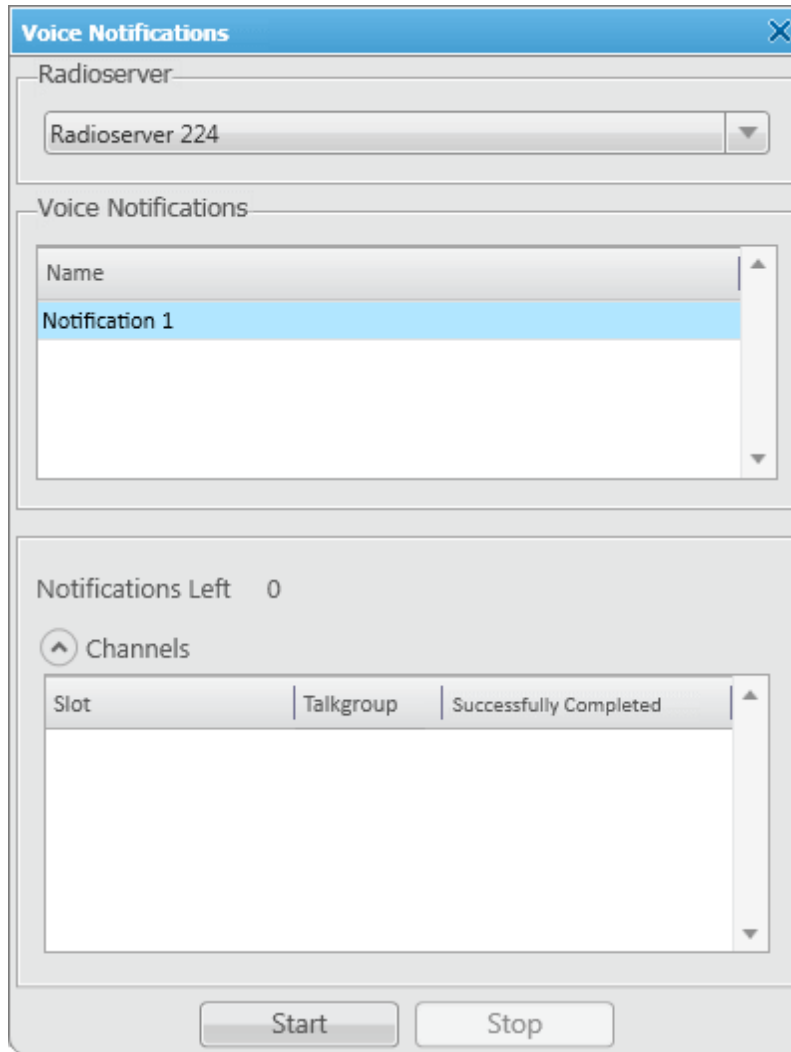 Voice Notifications
Radioserver
Radioserver 224
Voice Notifications
Name
Notification 1
Notifications Left 0
Channels
Slot Talkgroup Successfully Completed
Start Stop